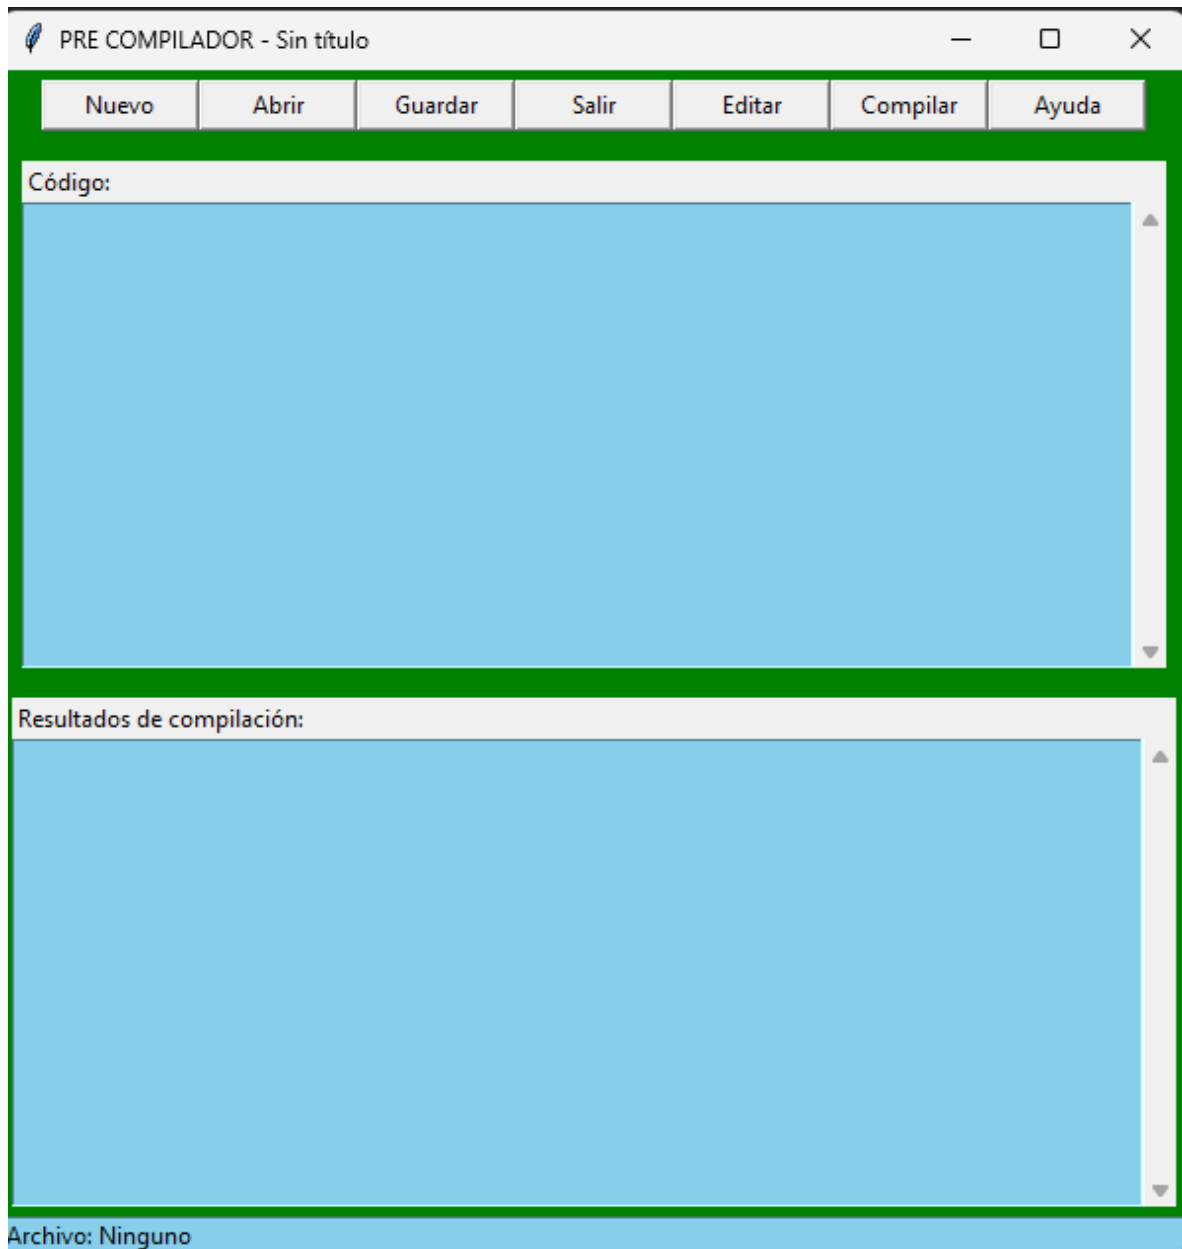 PRE COMPILADOR - Sin título
Nuevo Abrir Guardar Salir Editar Compilar Ayuda
Código:
Resultados de compilación:
Archivo: Ninguno